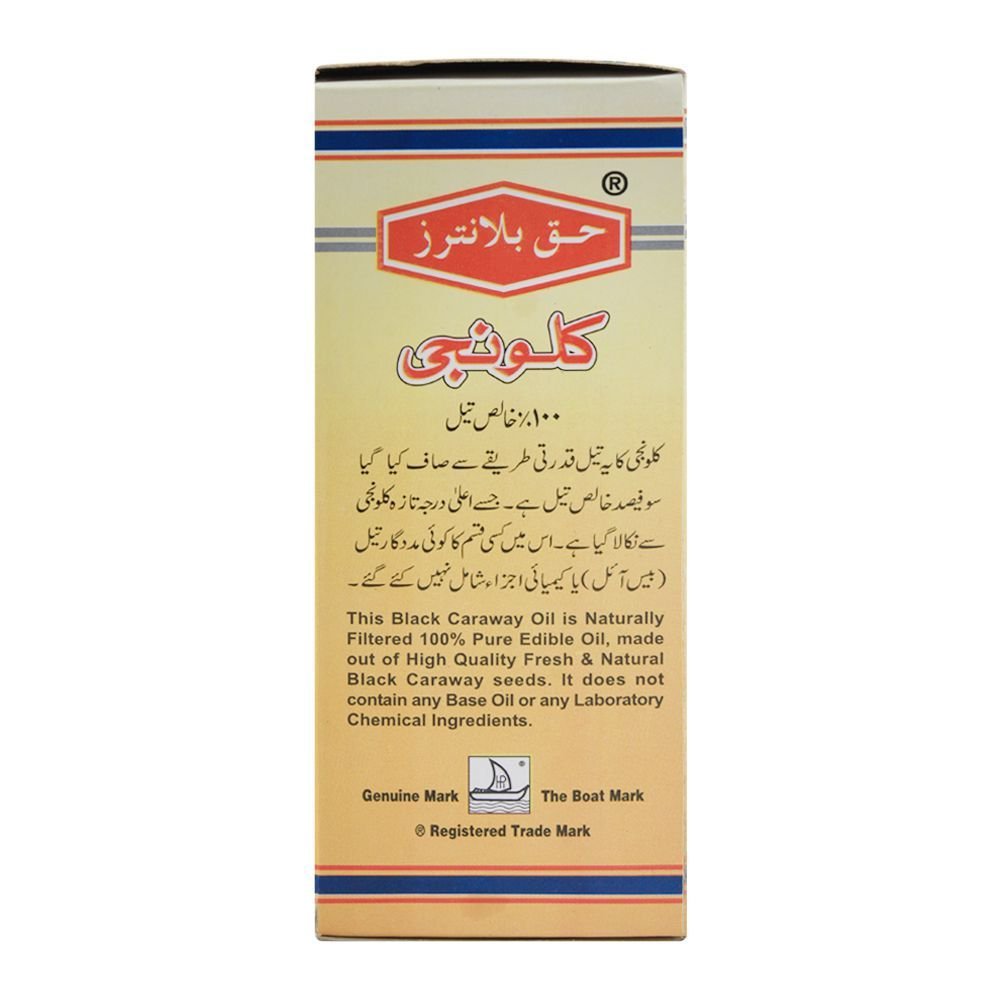 ®
حق بلانترز
کلونجی
۱۰۰٪ خالص تیل
کلونجی کا یہ تیل قدرتی طریقے سے صاف کیا گیا
سو فیصد خالص تیل ہے۔ جسے اعلیٰ درجہ تازہ کلونجی
سے نکالا گیا ہے۔ اس میں کسی قسم کا کوئی مددگار تیل
(بیس آئل) یا کیمیائی اجزاء شامل نہیں کئے گئے۔
This Black Caraway Oil is Naturally
Filtered 100% Pure Edible Oil, made
out of High Quality Fresh & Natural
Black Caraway seeds. It does not
contain any Base Oil or any Laboratory
Chemical Ingredients.
HP ®
Genuine Mark The Boat Mark
® Registered Trade Mark